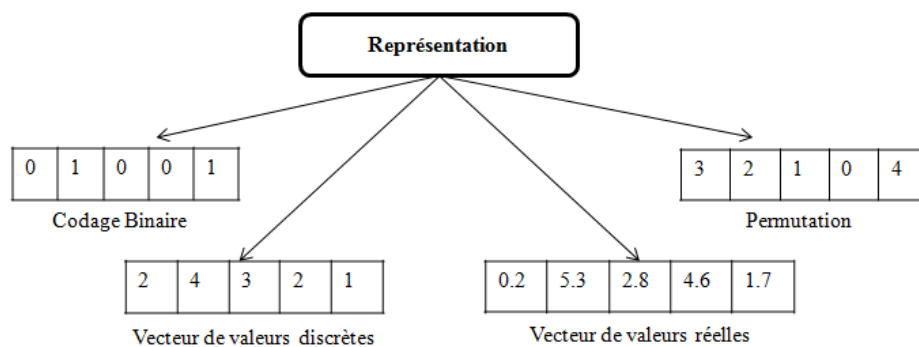 Représentation
0 1 0 0 1
Codage Binaire
3 2 1 0 4
Permutation
2 4 3 2 1
Vecteur de valeurs discrètes
0.2 5.3 2.8 4.6 1.7
Vecteur de valeurs réelles